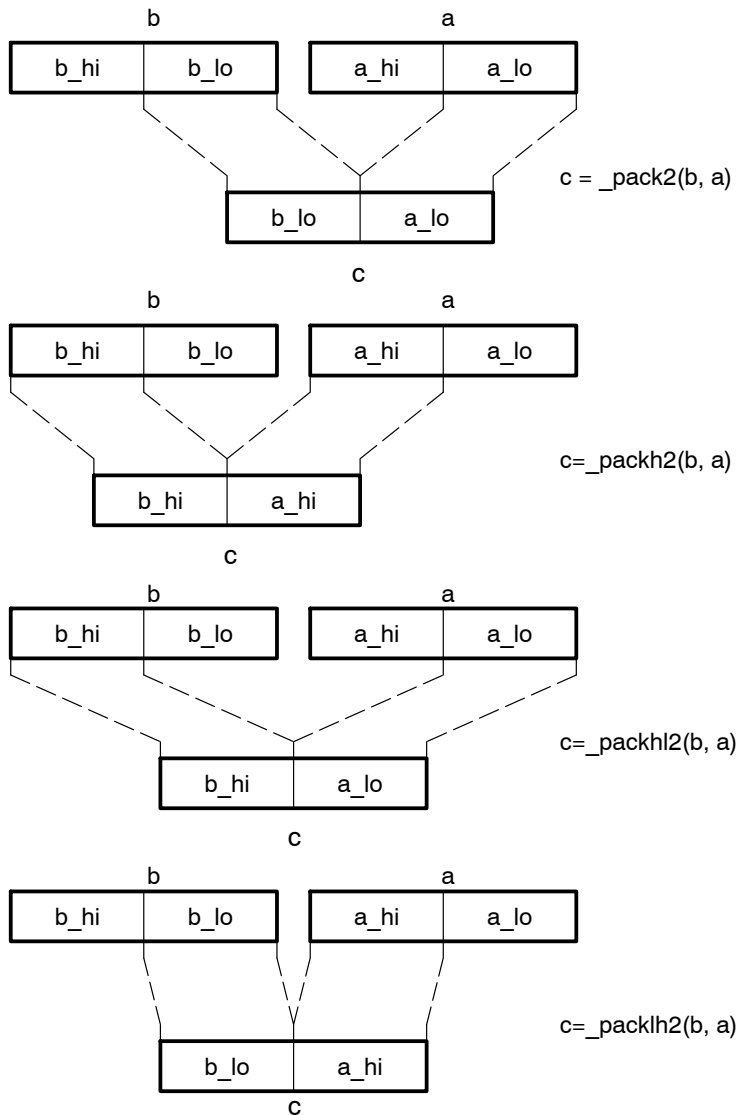 b a
b_hi b_lo a_hi a_lo
c = _pack2(b, a)
b_lo a_lo
c
b a
b_hi b_lo a_hi a_lo
c=_packh2(b, a)
b_hi a_hi
c
b a
b_hi b_lo a_hi a_lo
c=_packhl2(b, a)
b_hi a_lo
c
b a
b_hi b_lo a_hi a_lo
c=_packlh2(b, a)
b_lo a_hi
c